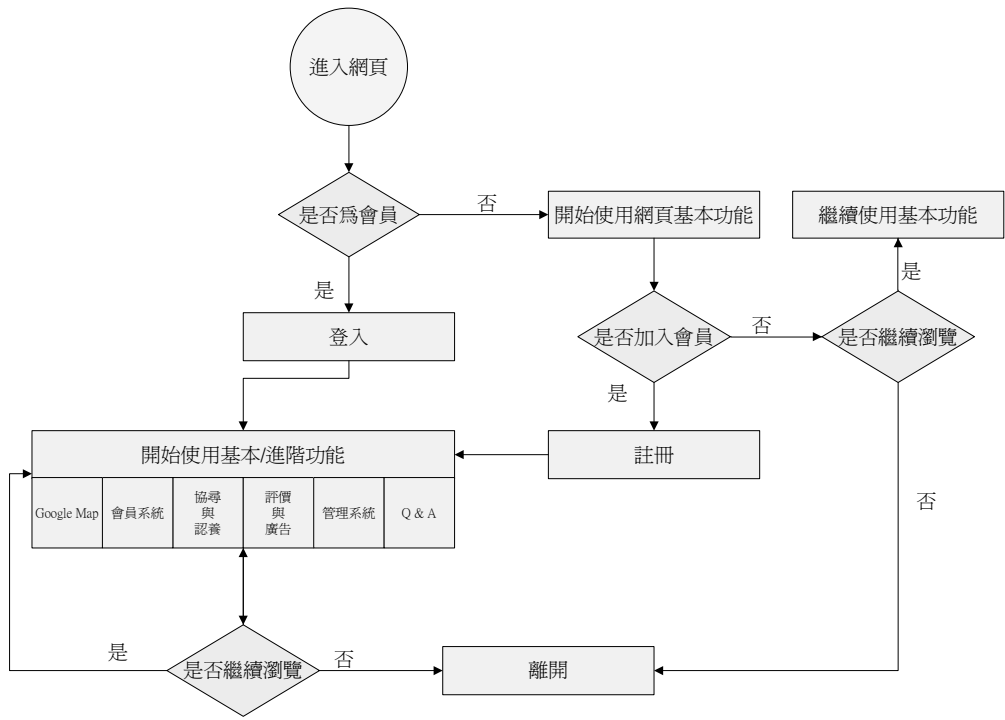 進入網頁
是否為會員
否
開始使用網頁基本功能
繼續使用基本功能
是
是
登入
是否加入會員
否
是否繼續瀏覽
是
開始使用基本/進階功能
註冊
Google Map
會員系統
協尋
與
認養
評價
與
廣告
管理系統
Q & A
否
是
是否繼續瀏覽
否
離開